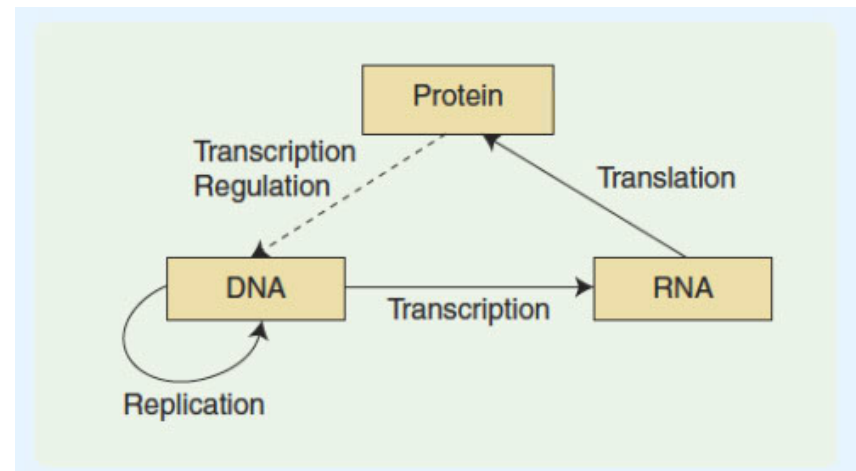 Protein
Transcription
Regulation
Translation
DNA
RNA
Transcription
Replication